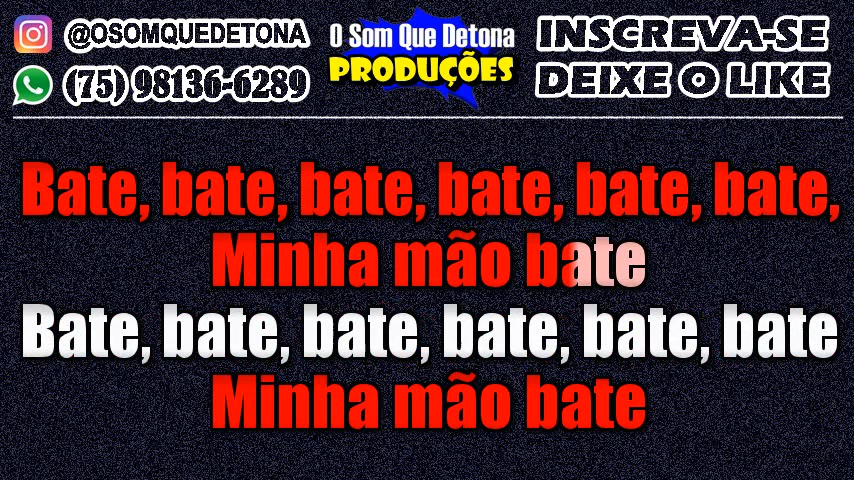 @OSOMQUEDETONA
(75) 98136-6289
O Som Que Detona
PRODUÇÕES
INSCREVA-SE
DEIXE O LIKE
Bate, bate, bate, bate, bate, bate,
Minha mão bate
Bate, bate, bate, bate, bate, bate
Minha mão bate